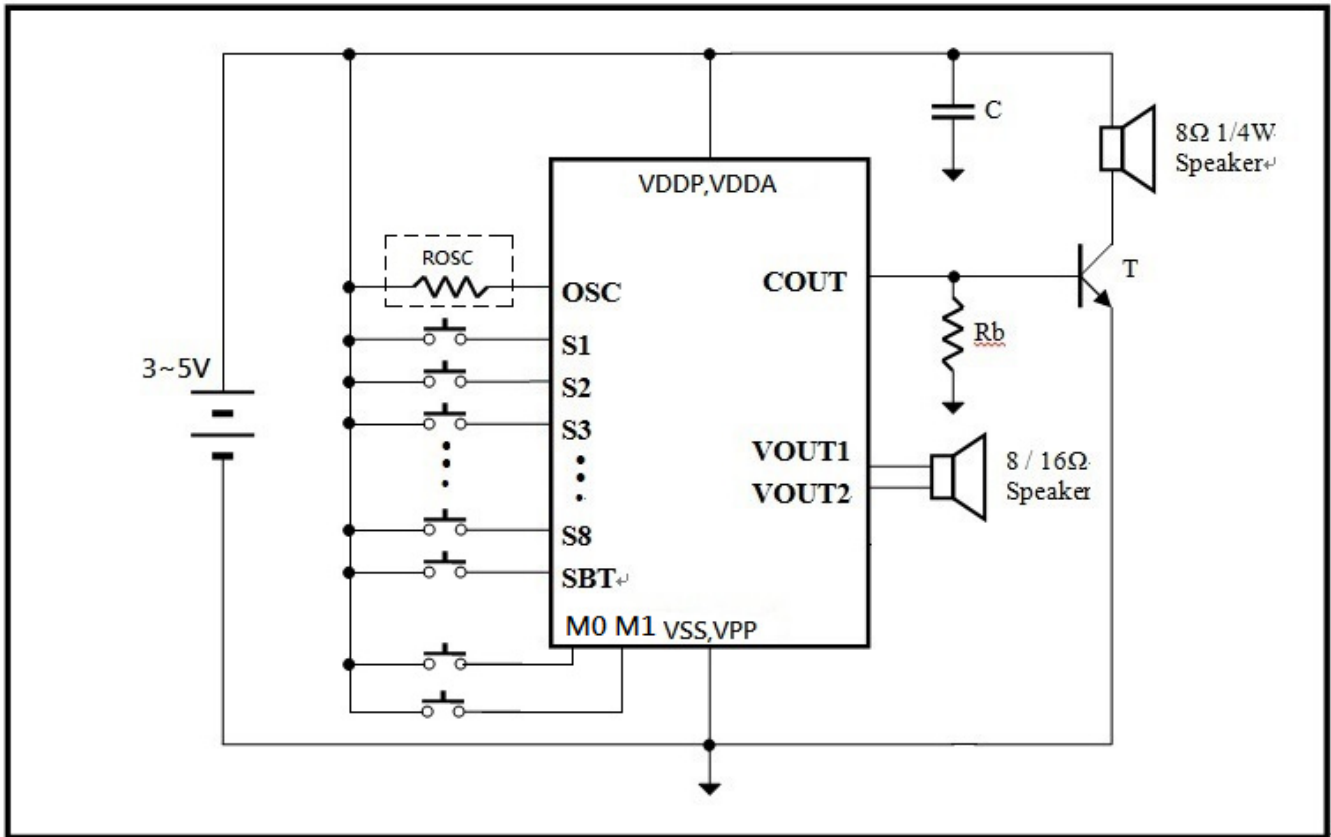 C
8Ω 1/4W
Speaker↵
VDDP,VDDA
ROSC
OSC
COUT
T
S1
Rb
3~5V
S2
S3
VOUT1
8 / 16Ω
VOUT2
Speaker
S8
SBT↵
M0 M1 VSS,VPP